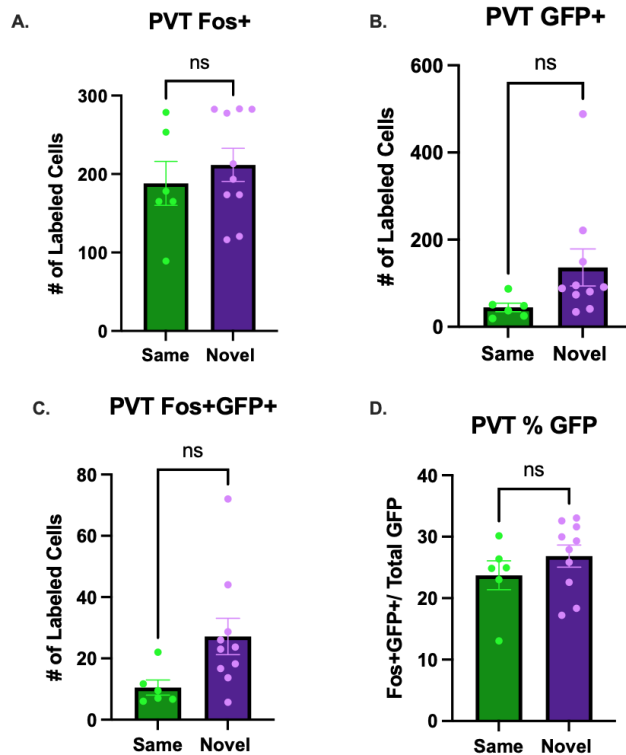 A.
PVT Fos+
ns
# of Labeled Cells
300
200
100
0
Same Novel
B.
PVT GFP+
ns
# of Labeled Cells
600
400
200
0
Same Novel
C.
PVT Fos+GFP+
ns
# of Labeled Cells
80
60
40
20
0
Same Novel
D.
PVT % GFP
ns
Fos+GFP+/ Total GFP
40
30
20
10
0
Same Novel